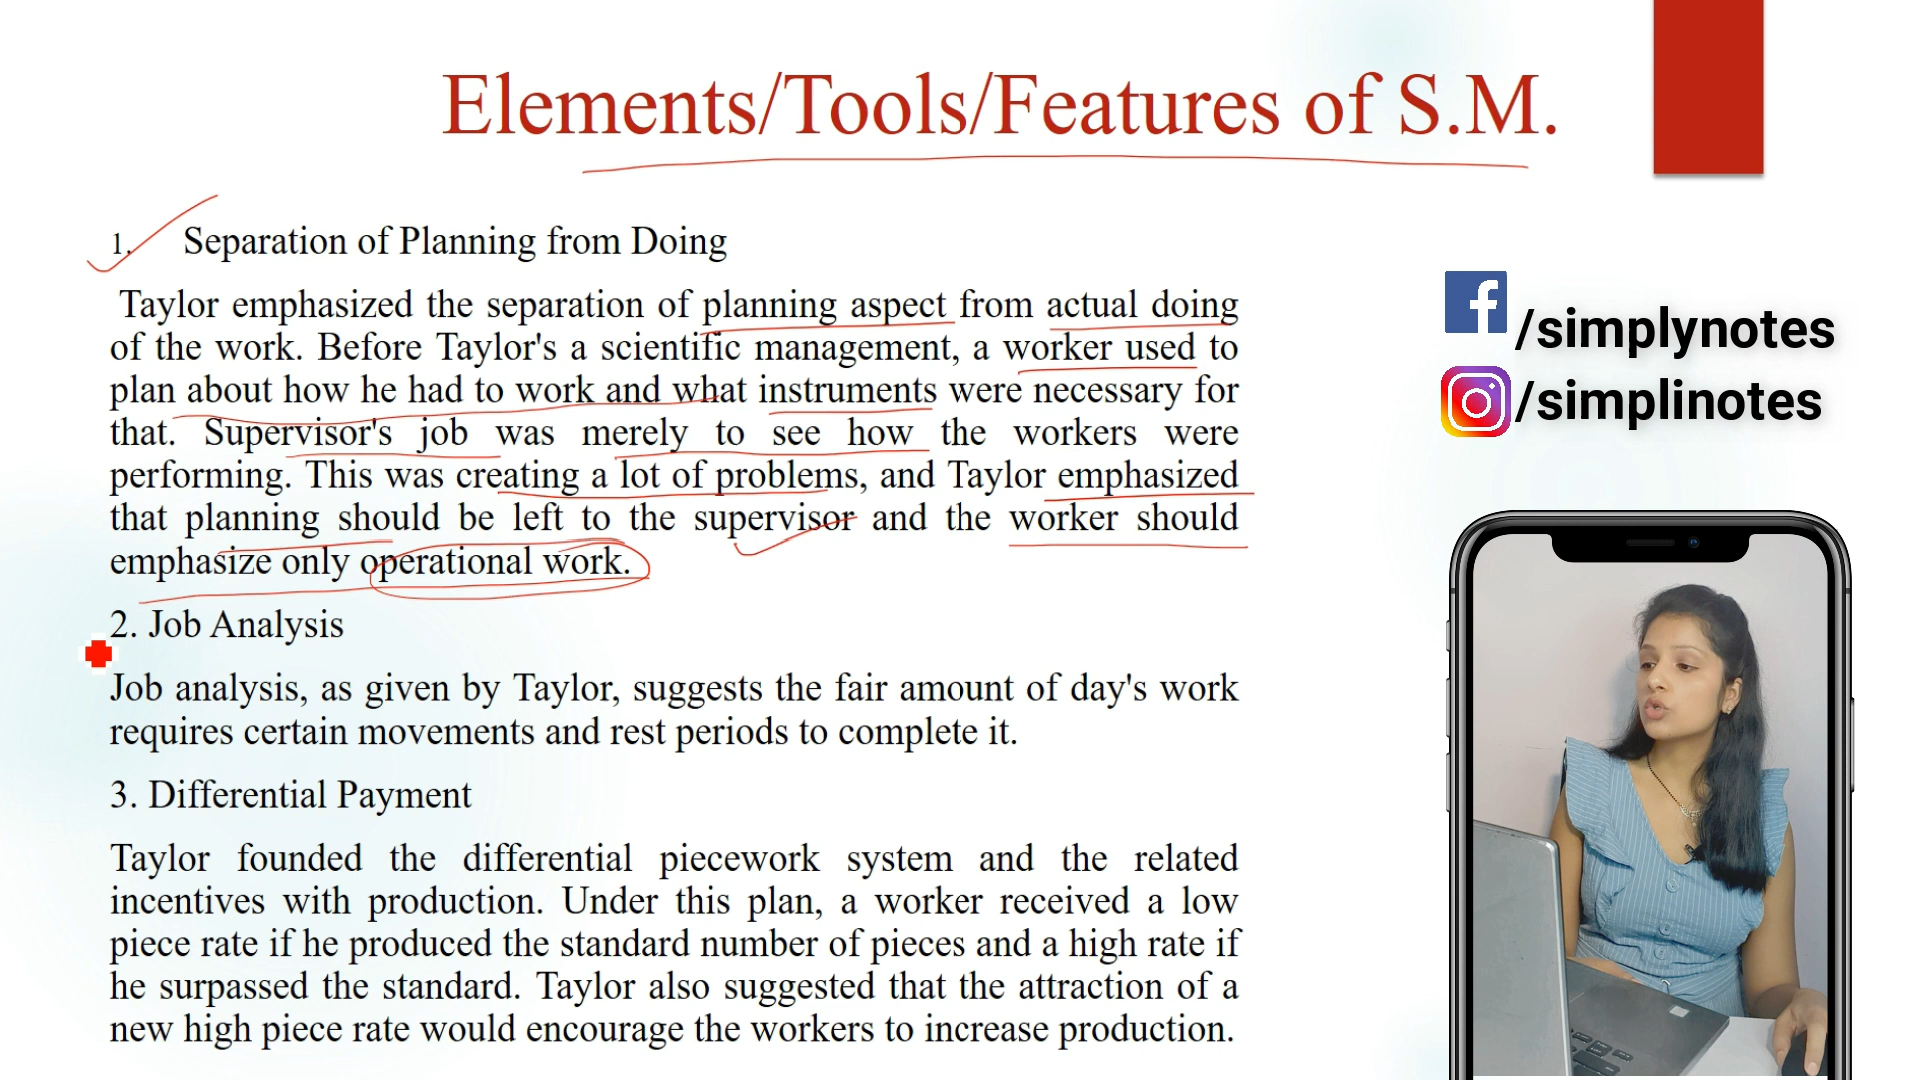 Elements/Tools/Features of S.M.
1. Separation of Planning from Doing
Taylor emphasized the separation of planning aspect from actual doing
of the work. Before Taylor's a scientific management, a worker used to
plan about how he had to work and what instruments were necessary for
that. Supervisor's job was merely to see how the workers were
performing. This was creating a lot of problems, and Taylor emphasized
that planning should be left to the supervisor and the worker should
emphasize only operational work.
2. Job Analysis
Job analysis, as given by Taylor, suggests the fair amount of day's work
requires certain movements and rest periods to complete it.
3. Differential Payment
Taylor founded the differential piecework system and the related
incentives with production. Under this plan, a worker received a low
piece rate if he produced the standard number of pieces and a high rate if
he surpassed the standard. Taylor also suggested that the attraction of a
new high piece rate would encourage the workers to increase production.
/simplynotes
/simplinotes